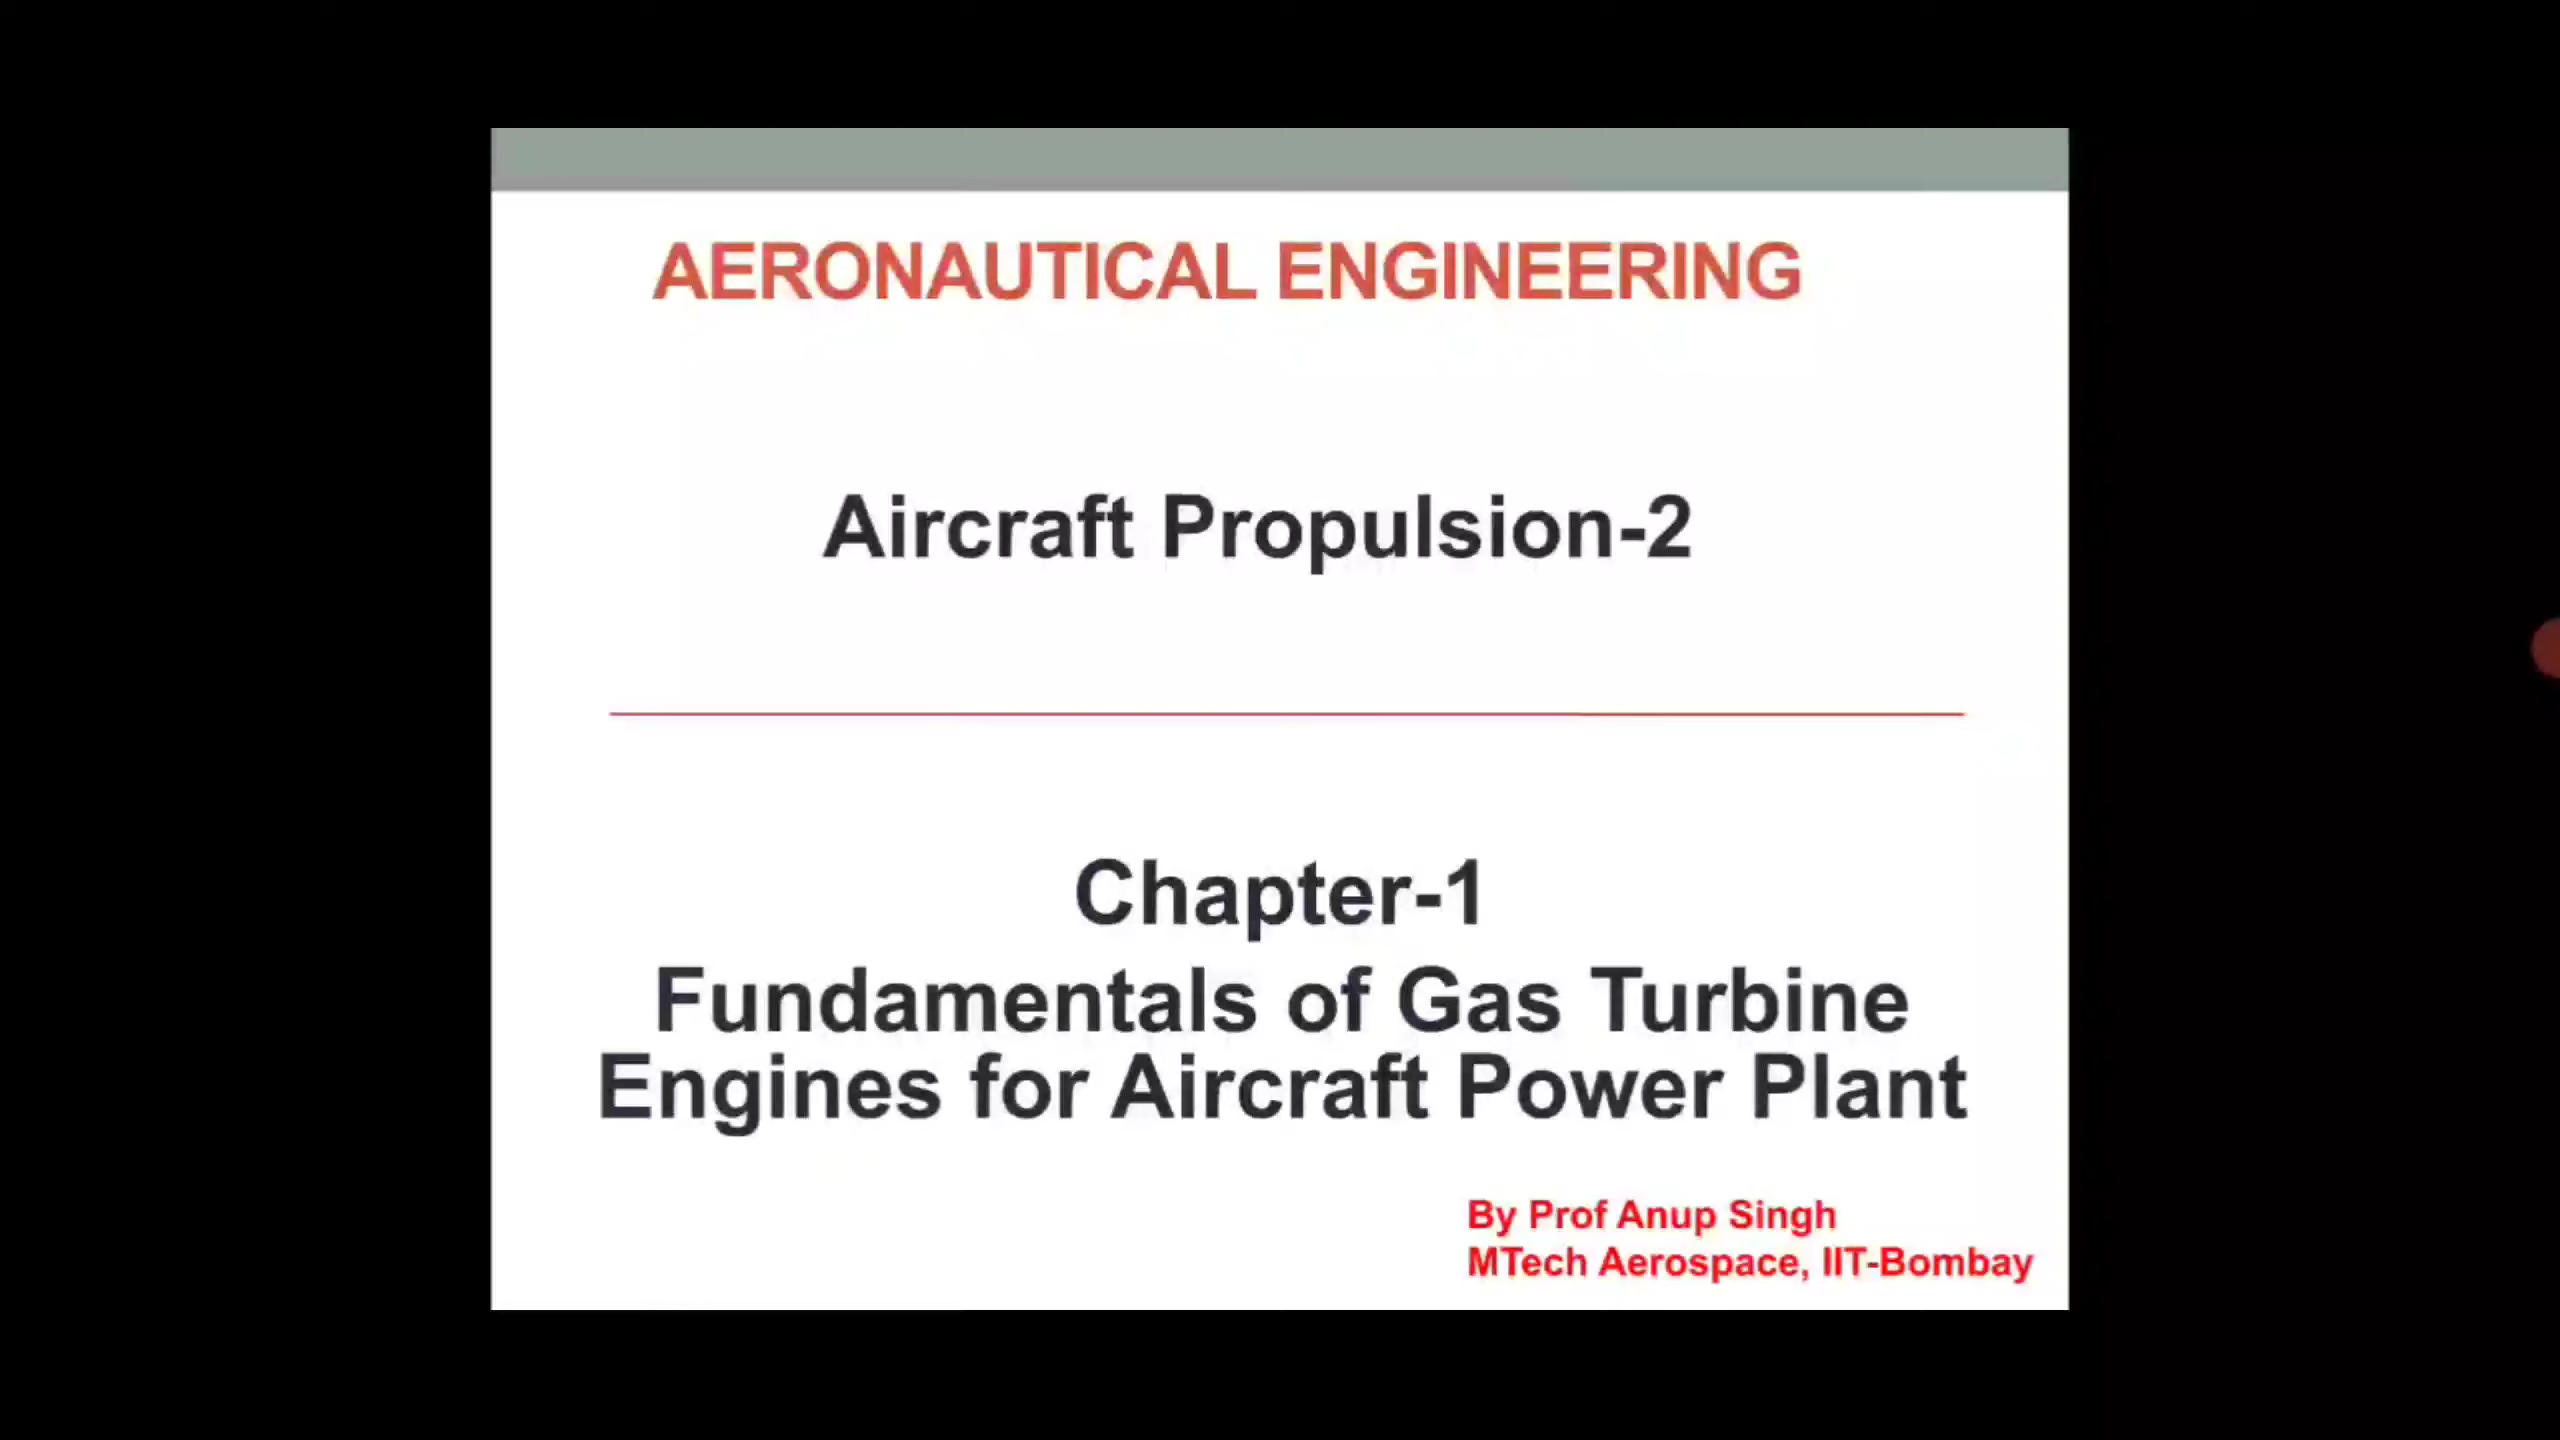 AERONAUTICAL ENGINEERING
Aircraft Propulsion-2
Chapter-1
Fundamentals of Gas Turbine
Engines for Aircraft Power Plant
By Prof Anup Singh
MTech Aerospace, IIT-Bombay